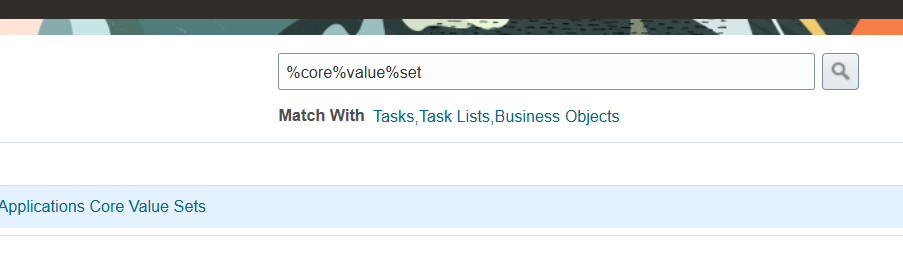 %core%value%set
Match With Tasks,Task Lists,Business Objects
Applications Core Value Sets